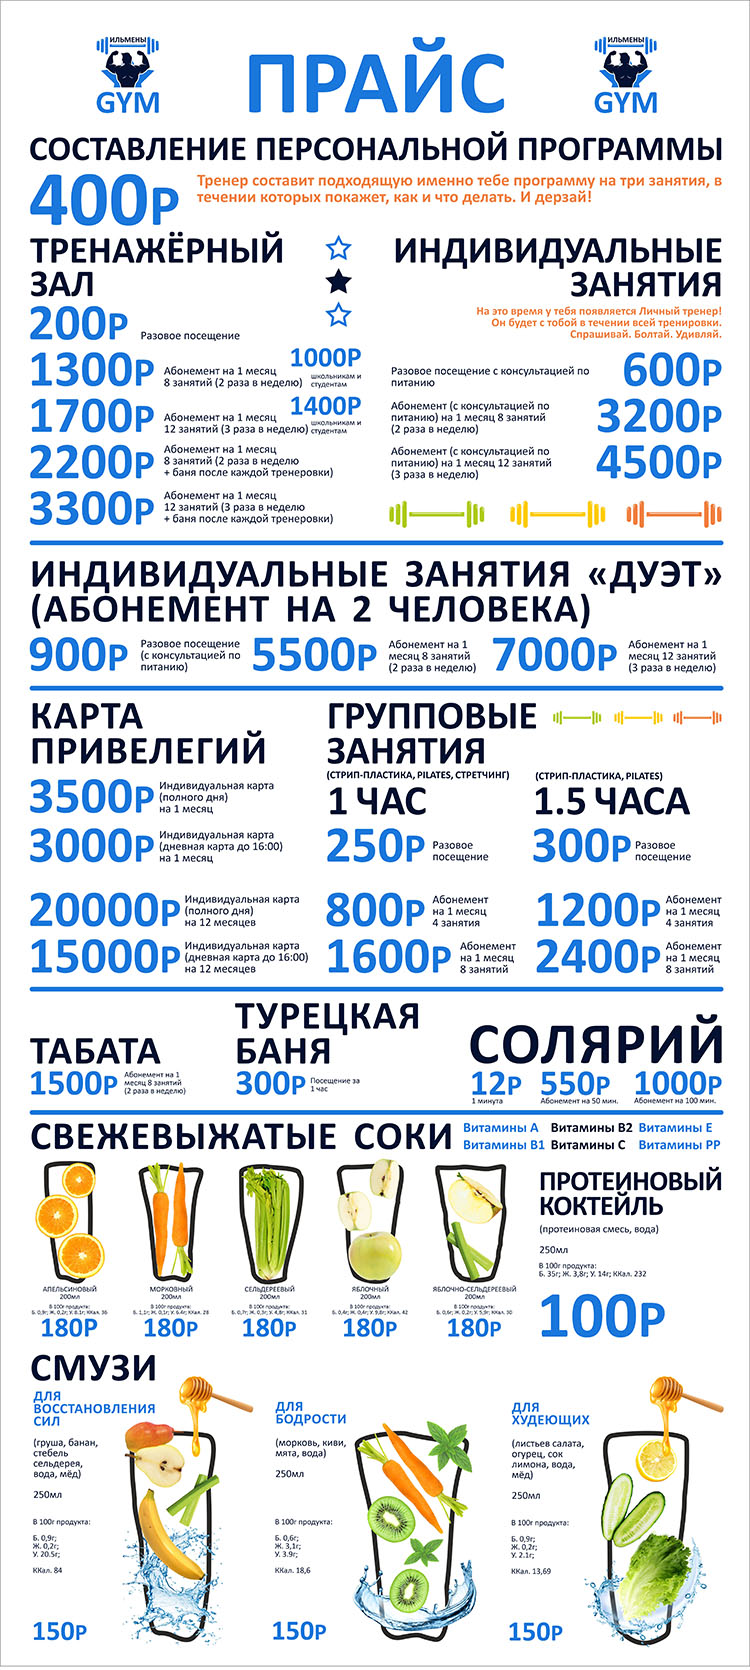 ИЛЬМЕНЫ
GYM
ПРАЙС
ИЛЬМЕНЫ
GYM
СОСТАВЛЕНИЕ ПЕРСОНАЛЬНОЙ ПРОГРАММЫ
400Р
Тренер составит подходящую именно тебе программу на три занятия, в
течении которых покажет, как и что делать. И дерзай!
ТРЕНАЖЁРНЫЙ
ЗАЛ
200Р Разовое посещение
1300Р Абонемент на 1 месяц
8 занятий (2 раза в неделю)
1000Р
школьникам и
студентам
1700Р Абонемент на 1 месяц
12 занятий (3 раза в неделю)
1400Р
школьникам и
студентам
2200Р Абонемент на 1 месяц
8 занятий (2 раза в неделю
+ баня после каждой тренировки)
3300Р Абонемент на 1 месяц
12 занятий (3 раза в неделю
+ баня после каждой тренировки)
ИНДИВИДУАЛЬНЫЕ
ЗАНЯТИЯ
На это время у тебя появляется Личный тренер!
Он будет с тобой в течении всей тренировки.
Спрашивай. Болтай. Удивляй.
Разовое посещение с консультацией по
питанию
600Р
Абонемент (с консультацией по
питанию) на 1 месяц 8 занятий
(2 раза в неделю)
3200Р
Абонемент (с консультацией по
питанию) на 1 месяц 12 занятий
(3 раза в неделю)
4500Р
ИНДИВИДУАЛЬНЫЕ ЗАНЯТИЯ «ДУЭТ»
(АБОНЕМЕНТ НА 2 ЧЕЛОВЕКА)
900Р Разовое посещение
(с консультацией по
питанию)
5500Р Абонемент на 1
месяц 8 занятий
(2 раза в неделю)
7000Р Абонемент на 1
месяц 12 занятий
(3 раза в неделю)
КАРТА
ПРИВЕЛЕГИЙ
3500Р Индивидуальная карта
(полного дня)
на 1 месяц
3000Р Индивидуальная карта
(дневная карта до 16:00)
на 1 месяц
20000Р Индивидуальная карта
(полного дня)
на 12 месяцев
15000Р Индивидуальная карта
(дневная карта до 16:00)
на 12 месяцев
ГРУППОВЫЕ
ЗАНЯТИЯ
(СТРИП-ПЛАСТИКА, PILATES, СТРЕТЧИНГ)
1 ЧАС
250Р Разовое
посещение
800Р Абонемент
на 1 месяц
4 занятия
1600Р Абонемент
на 1 месяц
8 занятий
(СТРИП-ПЛАСТИКА, PILATES)
1.5 ЧАСА
300Р Разовое
посещение
1200Р Абонемент
на 1 месяц
4 занятия
2400Р Абонемент
на 1 месяц
8 занятий
ТАБАТА
1500Р Абонемент на 1
месяц 8 занятий
(2 раза в неделю)
ТУРЕЦКАЯ
БАНЯ
300Р Посещение за
1 час
СОЛЯРИЙ
12Р 550Р 1000Р
1 минута Абонемент на 50 мин. Абонемент на 100 мин.
СВЕЖЕВЫЖАТЫЕ СОКИ
Витамины А Витамины В2 Витамины Е
Витамины В1 Витамины С Витамины РР
АПЕЛЬСИНОВЫЙ
200мл
В 100г продукта:
Б. 0,9г; Ж. 0,2г; У. 8.1г; ККал. 36
180Р
МОРКОВНЫЙ
200мл
В 100г продукта:
Б. 1,1г; Ж. 0,1г; У. 6,4г; ККал. 28
180Р
СЕЛЬДЕРЕЕВЫЙ
200мл
В 100г продукта:
Б. 0,7г; Ж. 0,3г; У. 4,8г; ККал. 31
180Р
ЯБЛОЧНЫЙ
200мл
В 100г продукта:
Б. 0,4г; Ж. 0,4г; У. 9,8г; ККал. 42
180Р
ЯБЛОЧНО-СЕЛЬДЕРЕЕВЫЙ
200мл
В 100г продукта:
Б. 0,6г; Ж. 0,2г; У. 5,9г; ККал. 30
180Р
ПРОТЕИНОВЫЙ
КОКТЕЙЛЬ
(протеиновая смесь, вода)
250мл
В 100г продукта:
Б. 35г; Ж. 3,8г; У. 14г; ККал. 232
100Р
СМУЗИ
ДЛЯ
ВОССТАНОВЛЕНИЯ
СИЛ
(груша, банан,
стебель
сельдерея,
вода, мёд)
250мл
В 100г продукта:
Б. 0,9г;
Ж. 0,2г;
У. 20.5г;
ККал. 84
150Р
ДЛЯ
БОДРОСТИ
(морковь, киви,
мята, вода)
250мл
В 100г продукта:
Б. 0,6г;
Ж. 3,1г;
У. 3.9г;
ККал. 18,6
150Р
ДЛЯ
ХУДЕЮЩИХ
(листьев салата,
огурец, сок
лимона, вода,
мёд)
250мл
В 100г продукта:
Б. 0,9г;
Ж. 0,2г;
У. 2.1г;
ККал. 13,69
150Р